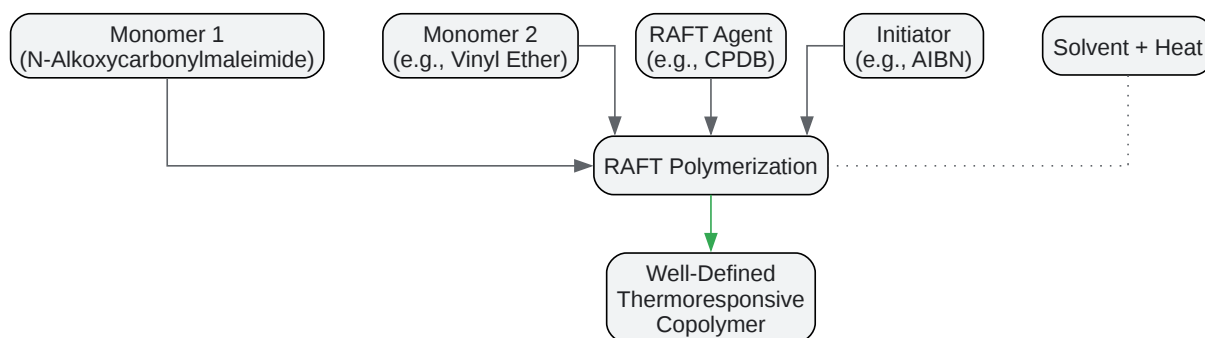 Monomer 1
(N-Alkoxycarbonylmaleimide)
Monomer 2
(e.g., Vinyl Ether)
RAFT Agent
(e.g., CPDB)
Initiator
(e.g., AIBN)
Solvent + Heat
RAFT Polymerization
Well-Defined
Thermoresponsive
Copolymer